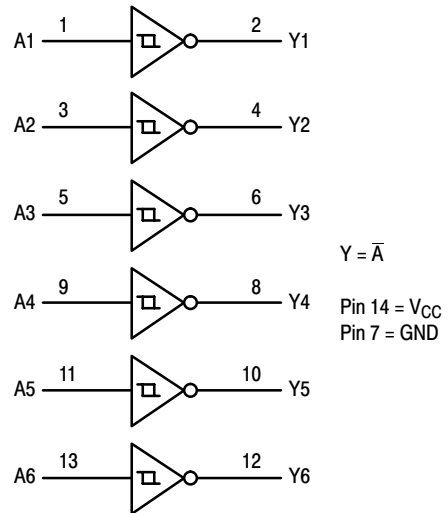 A1 1 2 Y1
A2 3 4 Y2
A3 5 6 Y3
Y = A̅
A4 9 8 Y4
Pin 14 = VCC
Pin 7 = GND
A5 11 10 Y5
A6 13 12 Y6